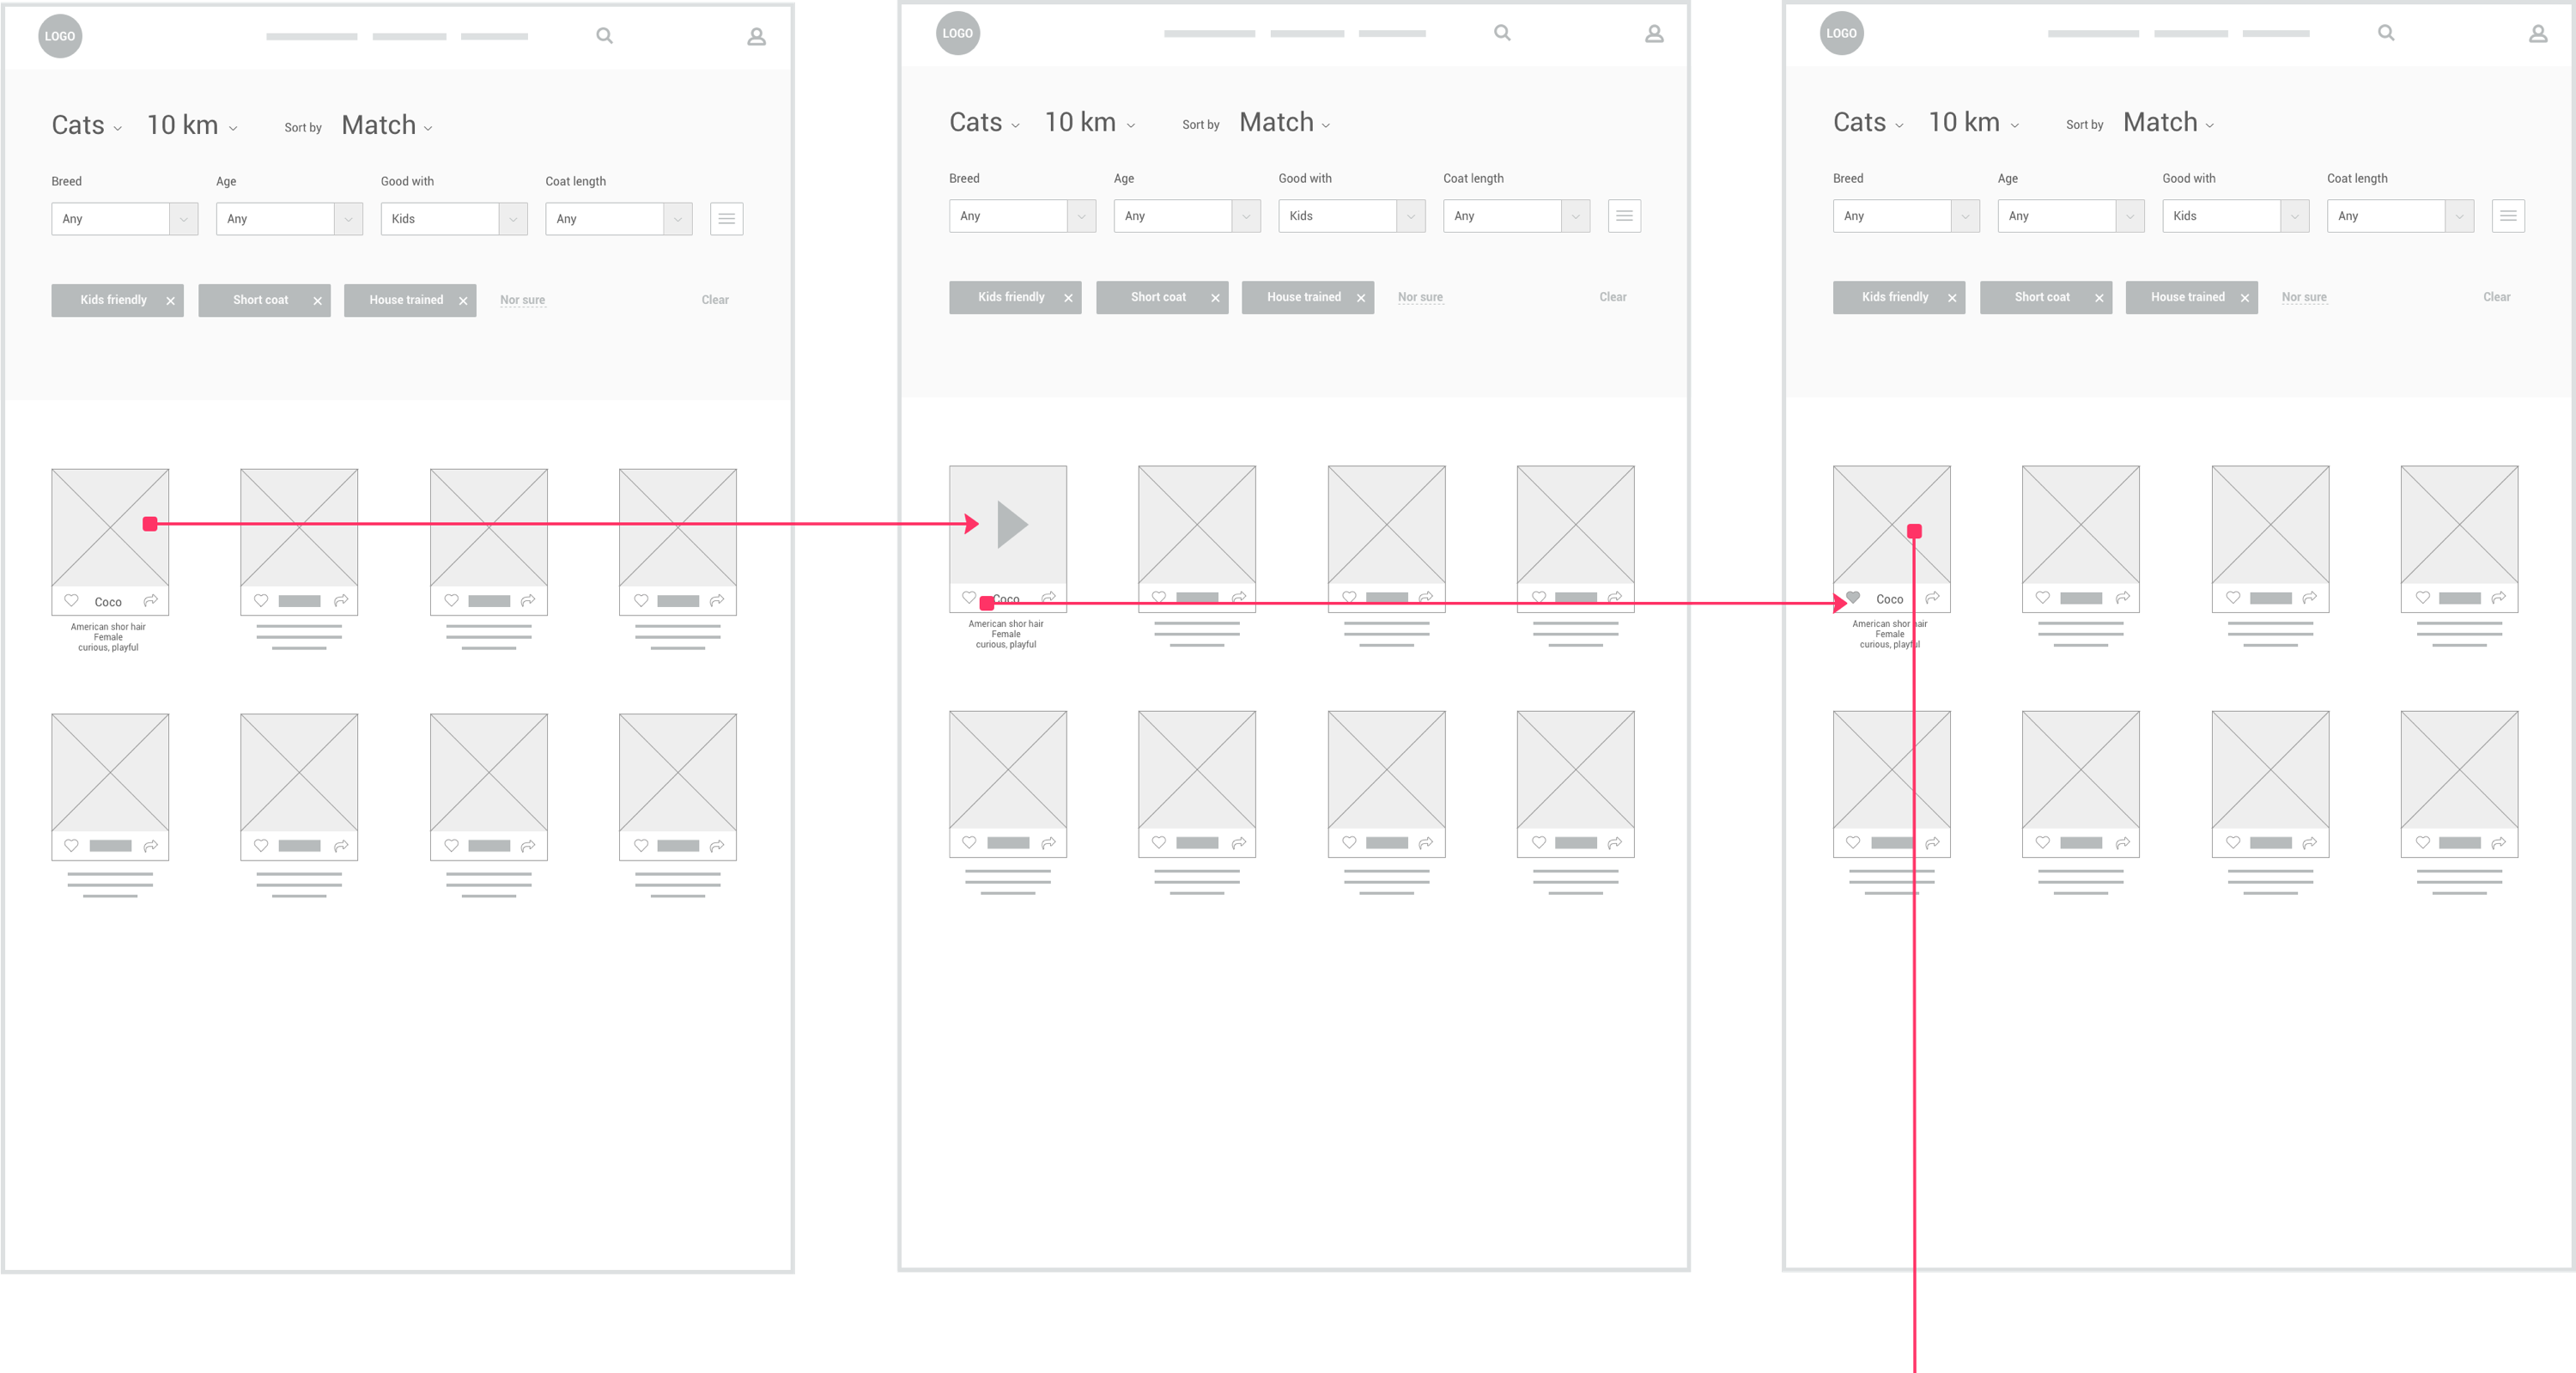 LOGO
Cats 10 km Sort by Match
Breed Age Good with Coat length
Any Any Kids Any
Kids friendly Short coat House trained Nor sure Clear
Coco
American shor hair
Female
curious, playful
LOGO
Cats 10 km Sort by Match
Breed Age Good with Coat length
Any Any Kids Any
Kids friendly Short coat House trained Nor sure Clear
Coco
American shor hair
Female
curious, playful
LOGO
Cats 10 km Sort by Match
Breed Age Good with Coat length
Any Any Kids Any
Kids friendly Short coat House trained Nor sure Clear
Coco
American shor hair
Female
curious, playful